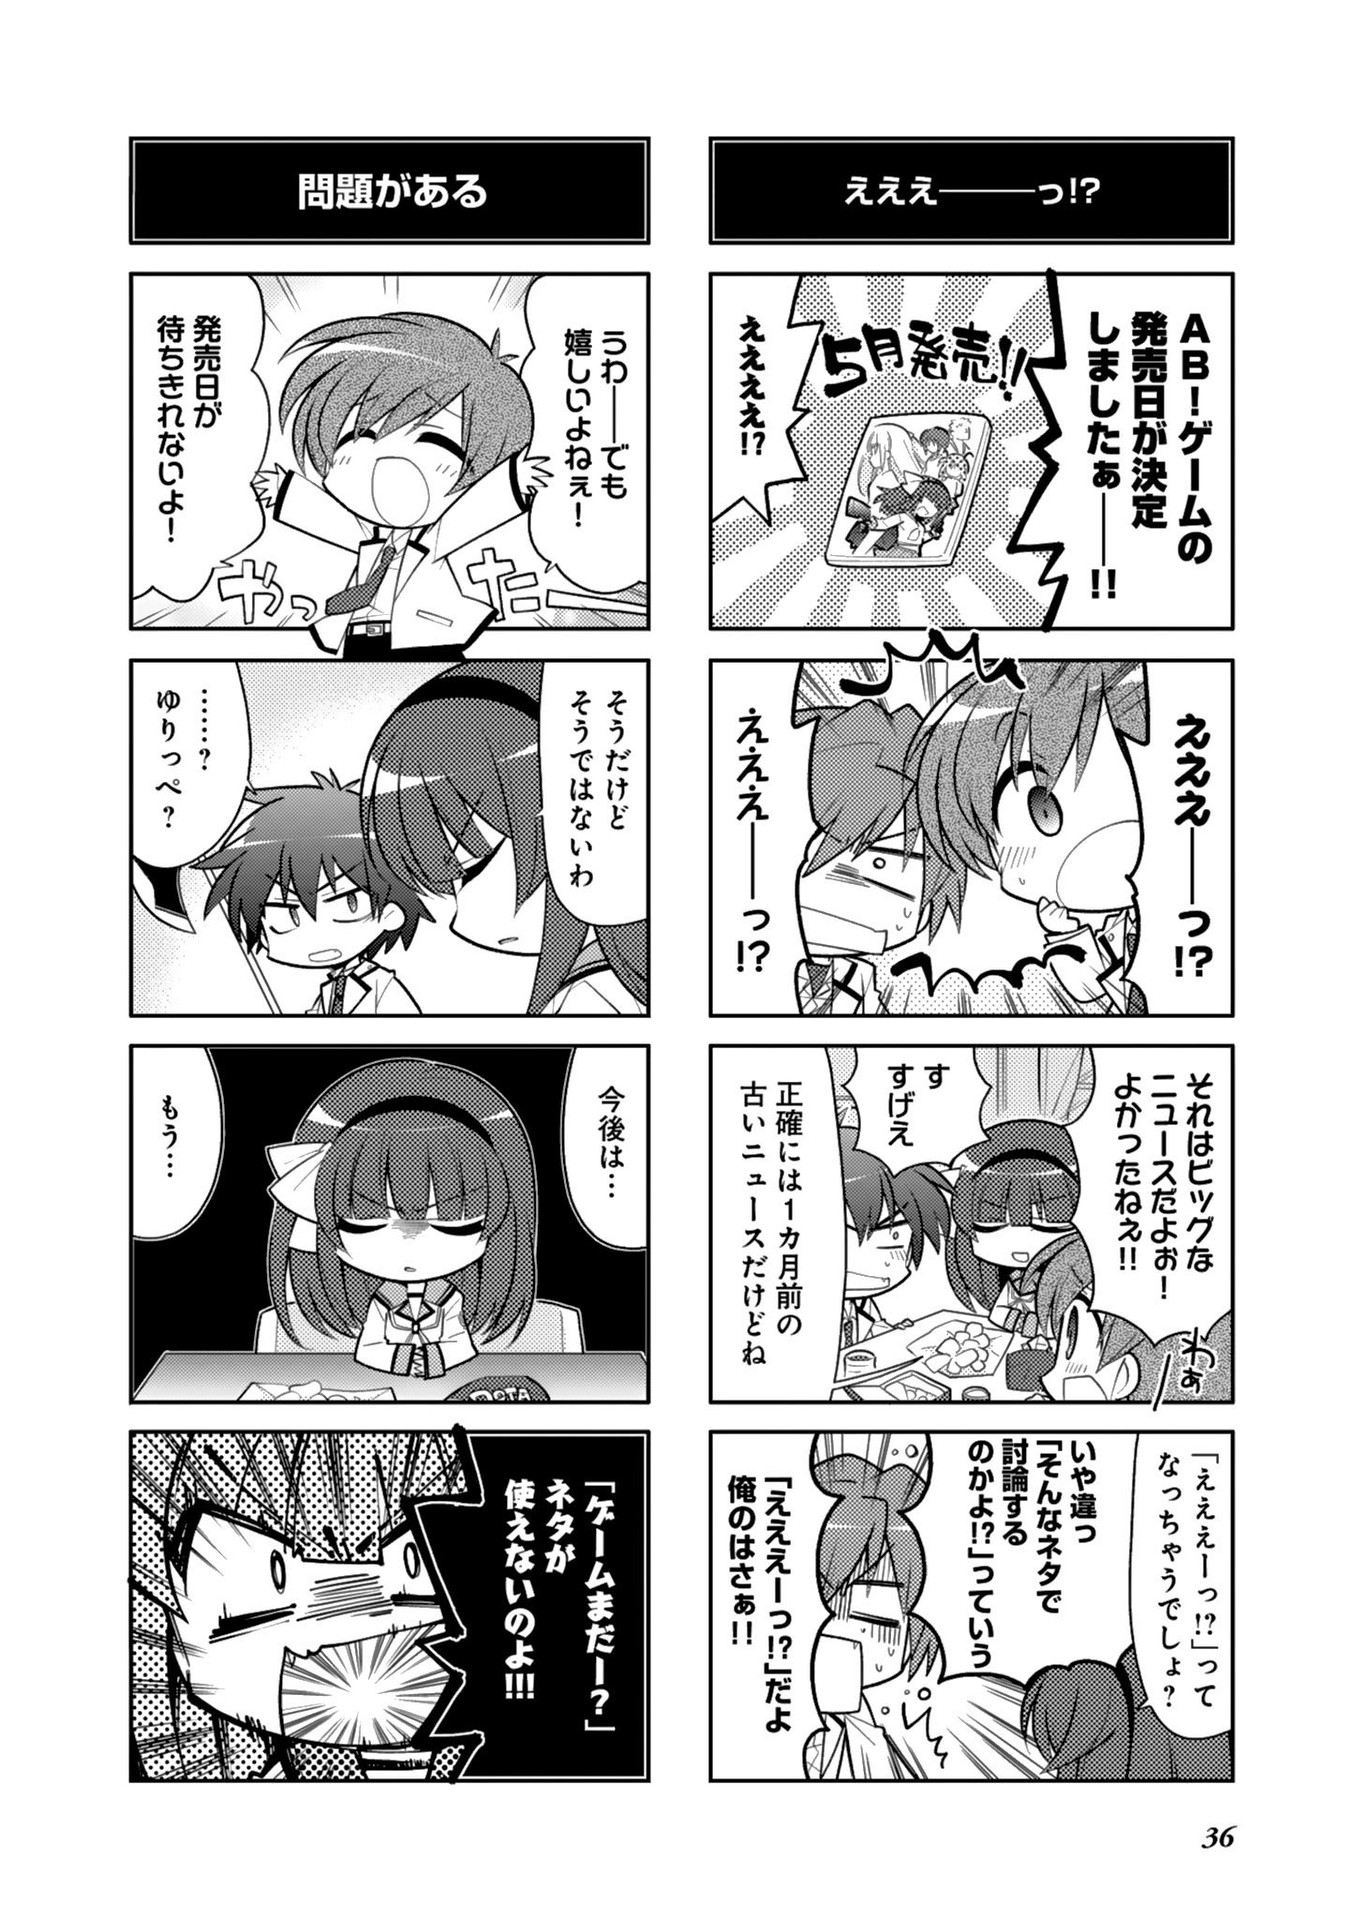 えええ―――っ!?
AB!ゲームの
発売日が決定
しましたぁ――!!
5月発売!!
ええええ!?
えええ――っ!?
えええ――っ!?
それはビッグな
ニュースだよぉ!
よかったねぇ!!
す
すげえ
わぁ
正確には1カ月前の
古いニュースだけどね
「えええーっ!?」って
なっちゃうでしょ?
いや違っ
「そんなネタで
討論する
のかよ!?」っていう
「えええーっ!?」だよ
俺のはさぁ!!
問題がある
うわ――でも
嬉しいよねぇ!
発売日が
待ちきれないよ!
やっ
たー
そうだけど
そうではないわ
……?
ゆりっぺ?
今後は…
もう…
「ゲームまだー?」
ネタが
使えないのよ!!!
36